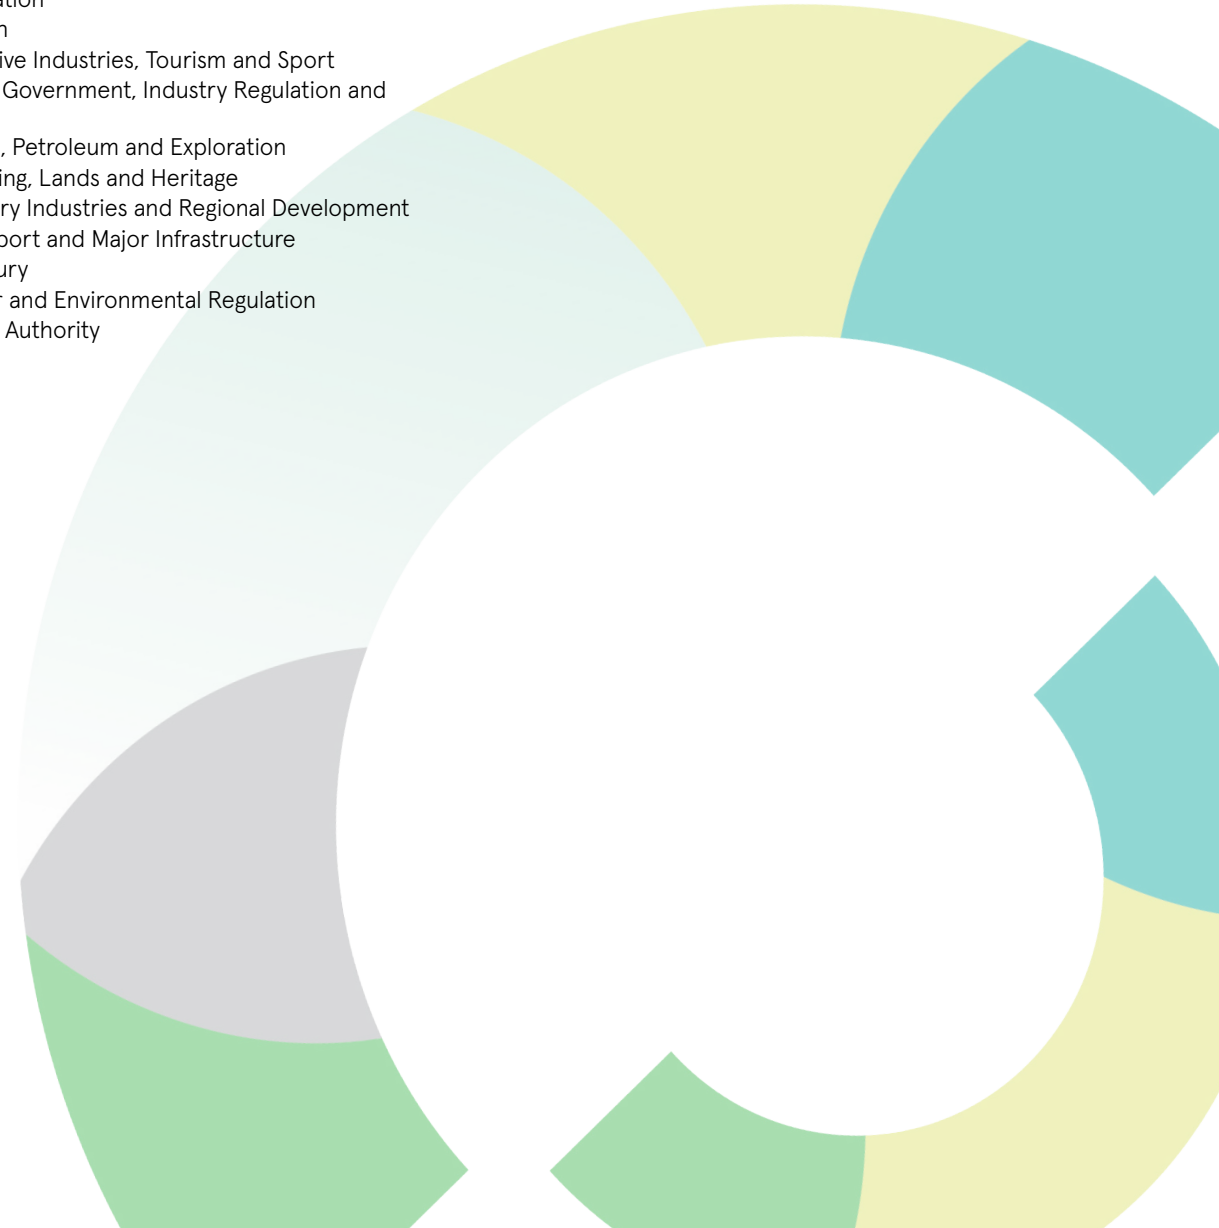 ation
n
ive Industries, Tourism and Sport
Government, Industry Regulation and
, Petroleum and Exploration
ing, Lands and Heritage
ry Industries and Regional Development
port and Major Infrastructure
ury
r and Environmental Regulation
Authority